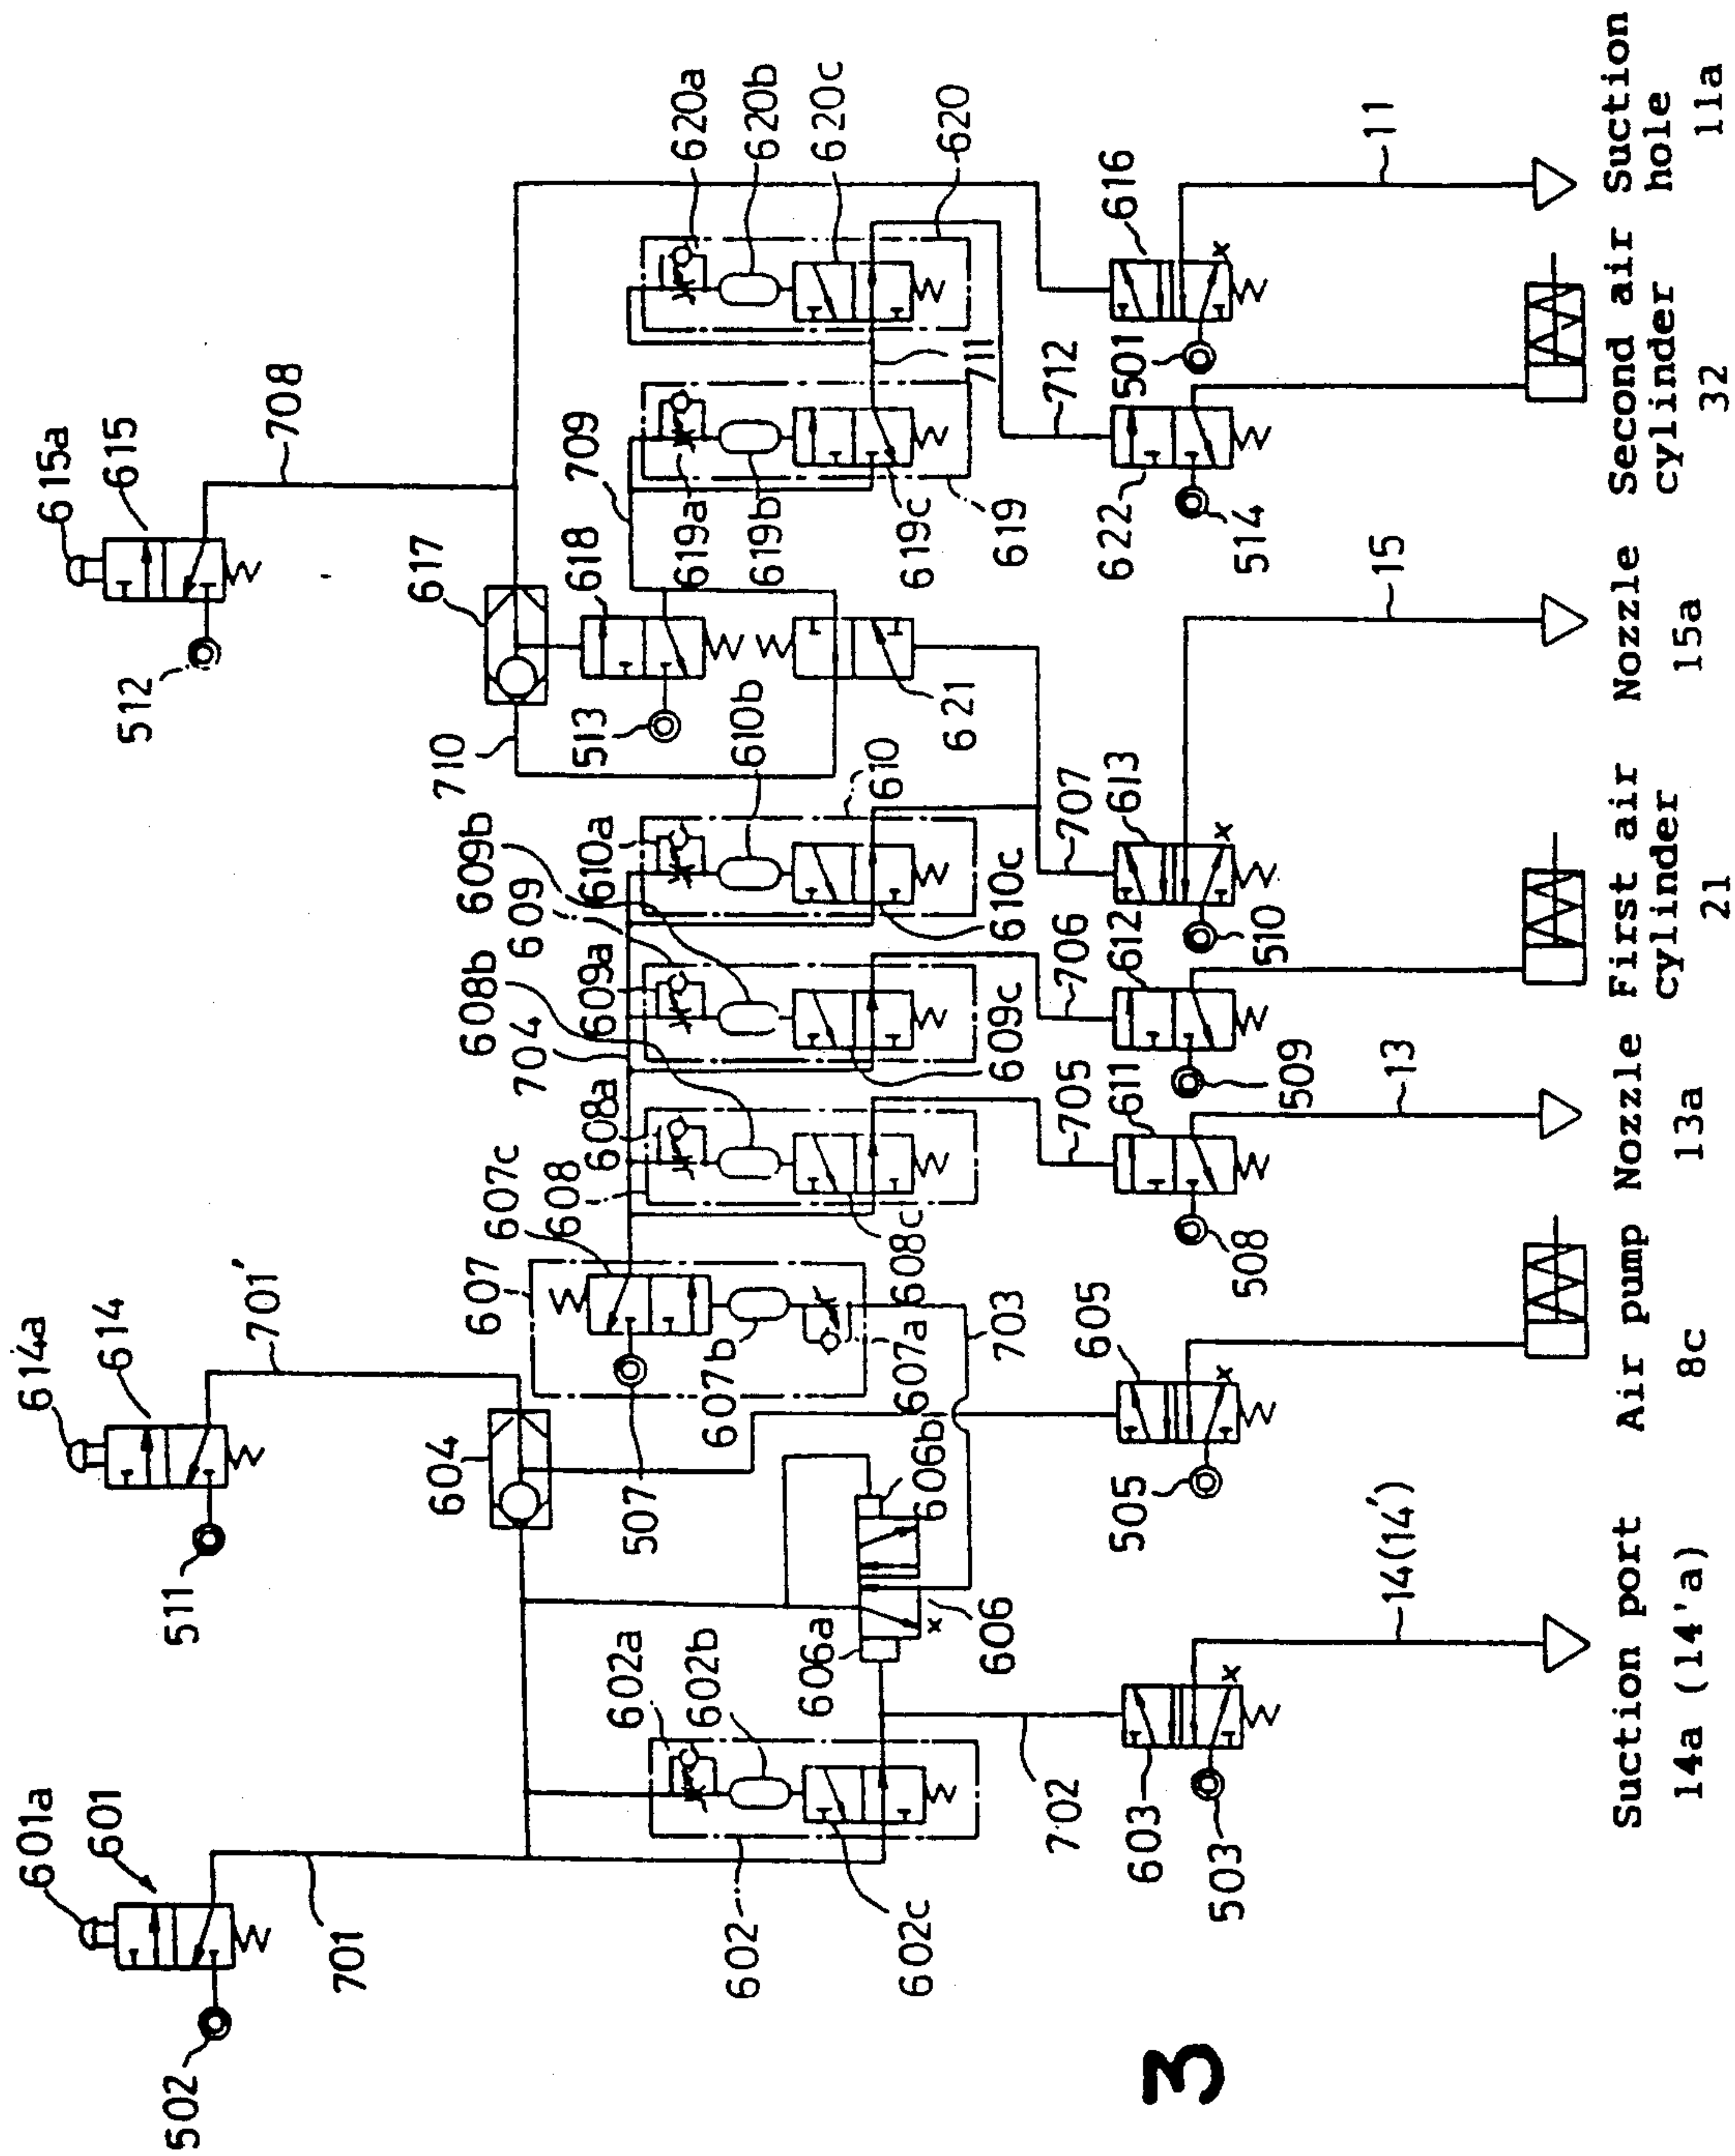 615a
615
708
512
617
710
618
513
709
619a
619b
619c
619
620a
620b
620c
620
711
712
621
610b
610
610a
609b
609
609a
608b
704
608a
608
607c
607
610c
609c
608c
614a
614
701'
511
604
507
607b
607a
703
606b
606a
606
601a
601
502
701
602a
602b
602
602c
702
616
501
622
514
707
613
510
706
612
509
705
611
508
605
505
603
503
11
15
13
14(14')
Suction port
14a (14'a)
Air pump
8c
Nozzle
13a
First air
cylinder
21
Nozzle
15a
Second air
cylinder
32
Suction
hole
11a
3